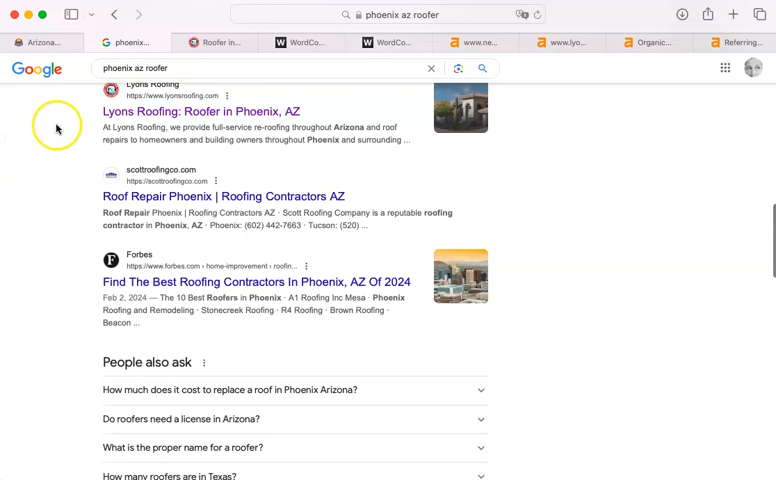 phoenix az roofer
Arizona...
phoenix...
Roofer in...
WordCo...
WordCo...
www.ne...
www.lyo...
Organic...
Referring...
Google
phoenix az roofer
Lyons Roofing
https://www.lyonsroofing.com
Lyons Roofing: Roofer in Phoenix, AZ
At Lyons Roofing, we provide full-service re-roofing throughout Arizona and roof
repairs to homeowners and building owners throughout Phoenix and surrounding ...
scottroofingco.com
https://scottroofingco.com
Roof Repair Phoenix | Roofing Contractors AZ
Roof Repair Phoenix | Roofing Contractors AZ · Scott Roofing Company is a reputable roofing
contractor in Phoenix, AZ · Phoenix: (602) 442-7663 · Tucson: (520) ...
Forbes
https://www.forbes.com › home-improvement › roofin...
Find The Best Roofing Contractors In Phoenix, AZ Of 2024
Feb 2, 2024 — The 10 Best Roofers in Phoenix · A1 Roofing Inc Mesa · Phoenix
Roofing and Remodeling · Stonecreek Roofing · R4 Roofing · Brown Roofing ·
Beacon ...
People also ask
How much does it cost to replace a roof in Phoenix Arizona?
Do roofers need a license in Arizona?
What is the proper name for a roofer?
How many roofers are in Texas?